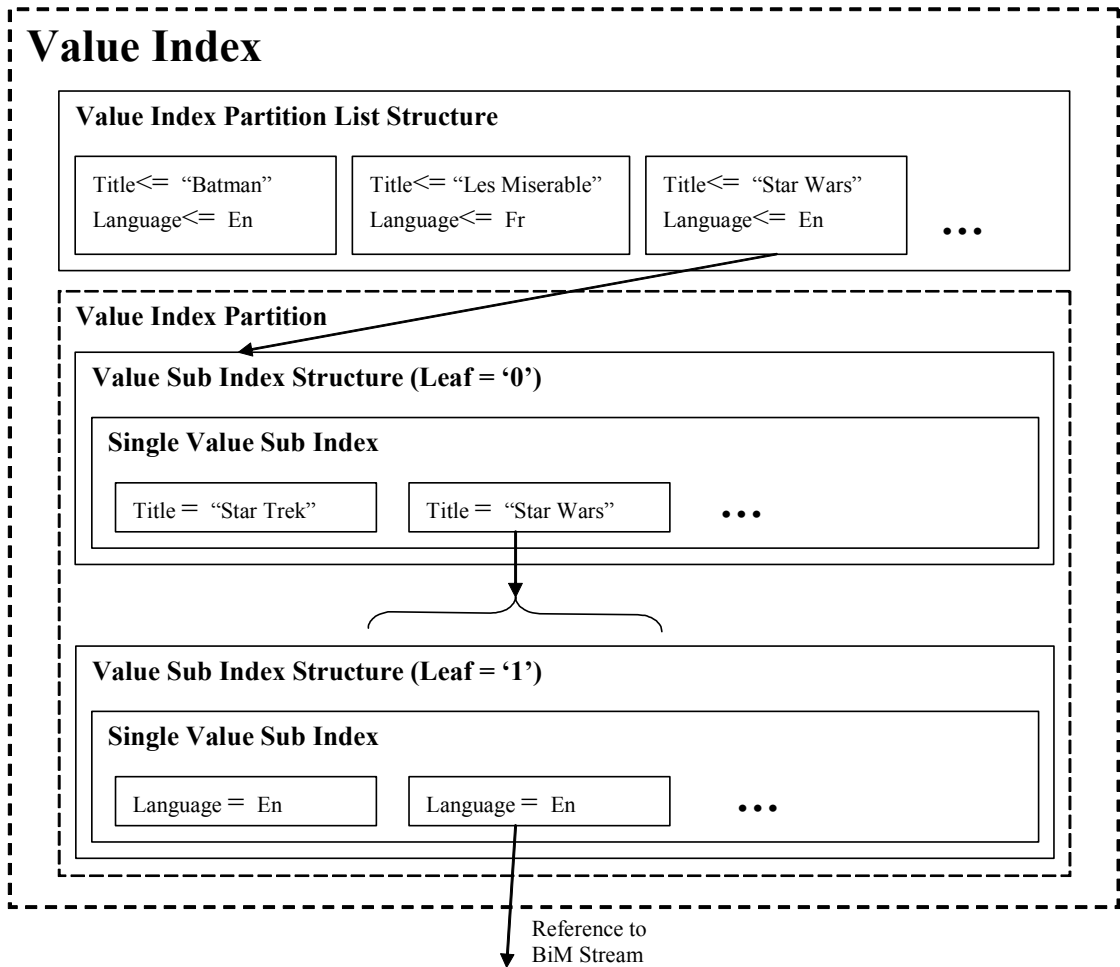 Value Index
Value Index Partition List Structure
Title<= “Batman”
Language<= En
Title<= “Les Miserable”
Language<= Fr
Title<= “Star Wars”
Language<= En
...
Value Index Partition
Value Sub Index Structure (Leaf = ‘0’)
Single Value Sub Index
Title = “Star Trek”
Title = “Star Wars”
...
Value Sub Index Structure (Leaf = ‘1’)
Single Value Sub Index
Language = En
Language = En
...
Reference to
BiM Stream